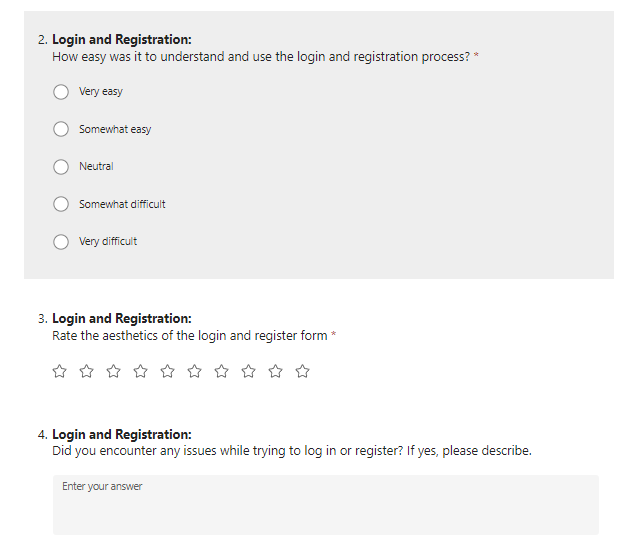 2. Login and Registration:
How easy was it to understand and use the login and registration process? *
Very easy
Somewhat easy
Neutral
Somewhat difficult
Very difficult
3. Login and Registration:
Rate the aesthetics of the login and register form *
4. Login and Registration:
Did you encounter any issues while trying to log in or register? If yes, please describe.
Enter your answer